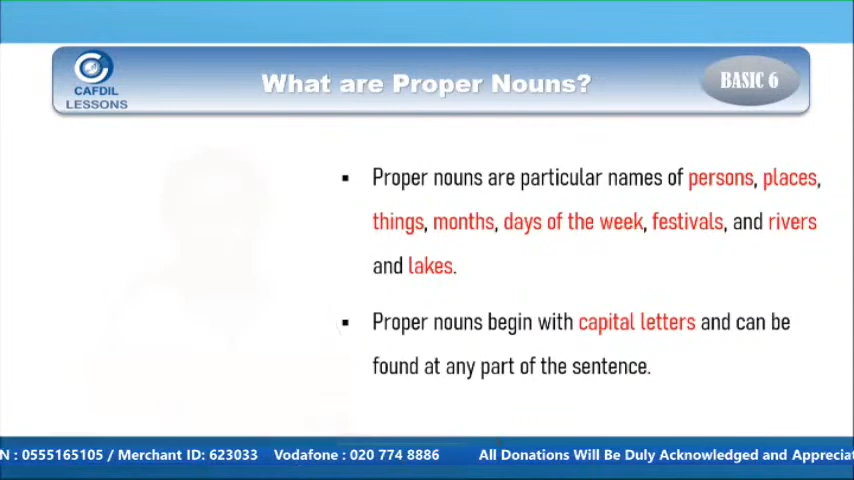 CAFDIL
LESSONS
What are Proper Nouns?
BASIC 6
▪ Proper nouns are particular names of persons, places,
things, months, days of the week, festivals, and rivers
and lakes.
▪ Proper nouns begin with capital letters and can be
found at any part of the sentence.
N : 0555165105 / Merchant ID: 623033 Vodafone : 020 774 8886 All Donations Will Be Duly Acknowledged and Appreciat